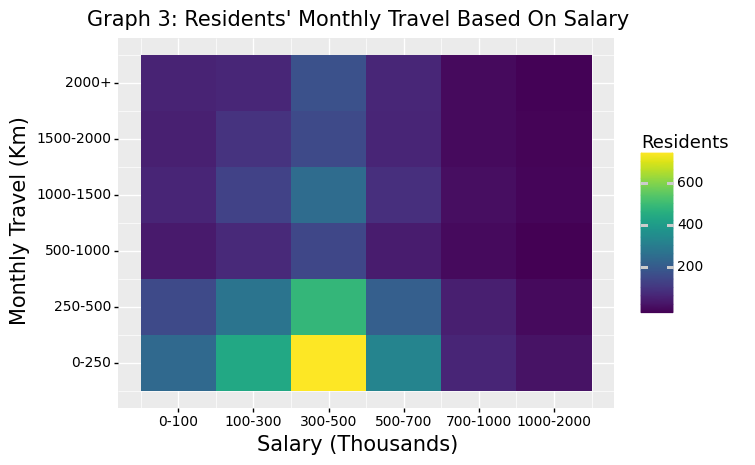 Graph 3: Residents' Monthly Travel Based On Salary
Monthly Travel (Km)
2000+
1500-2000
1000-1500
500-1000
250-500
0-250
0-100 100-300 300-500 500-700 700-1000 1000-2000
Salary (Thousands)
Residents
600
400
200